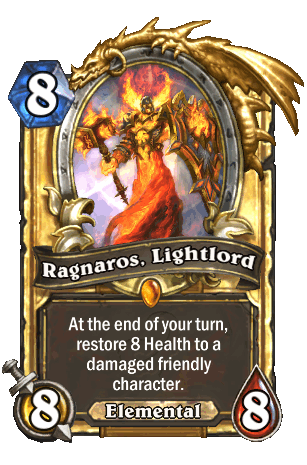 8
Ragnaros, Lightlord
At the end of your turn,
restore 8 Health to a
damaged friendly
character.
8
Elemental
8